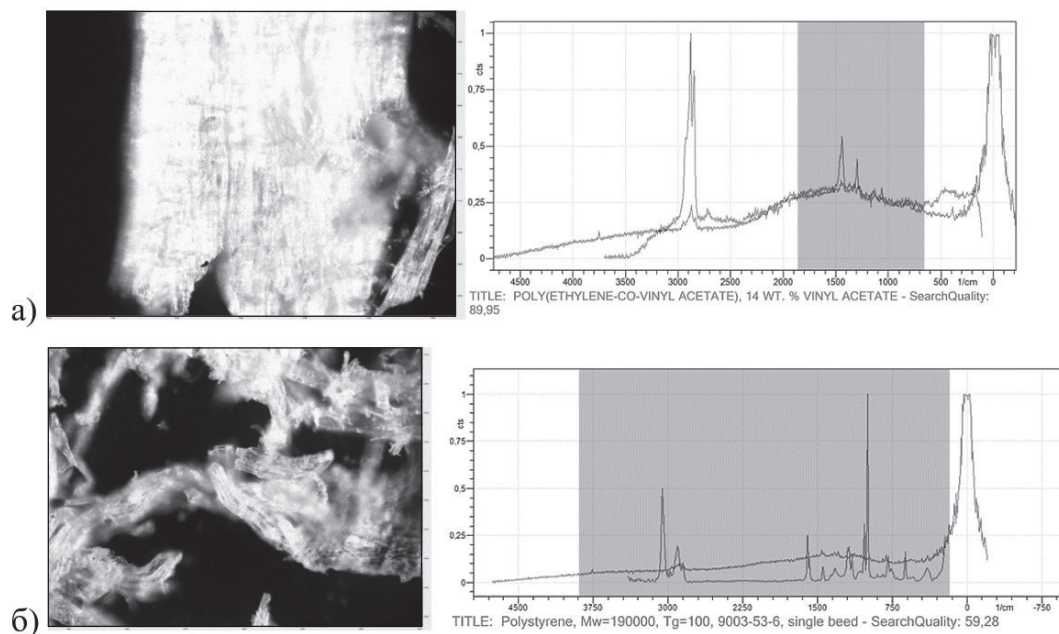 1
cts
0,75
0,5
0,25
0
4500 4000 3500 3000 2500 2000 1500 1000 500 1/cm 0
а)
TITLE: POLY(ETHYLENE-CO-VINYL ACETATE), 14 WT. % VINYL ACETATE - SearchQuality:
89,95
1
cts
0,75
0,5
0,25
0
4500 3750 3000 2250 1500 750 0 1/cm -750
б)
TITLE: Polystyrene, Mw=190000, Tg=100, 9003-53-6, single beed - SearchQuality: 59,28